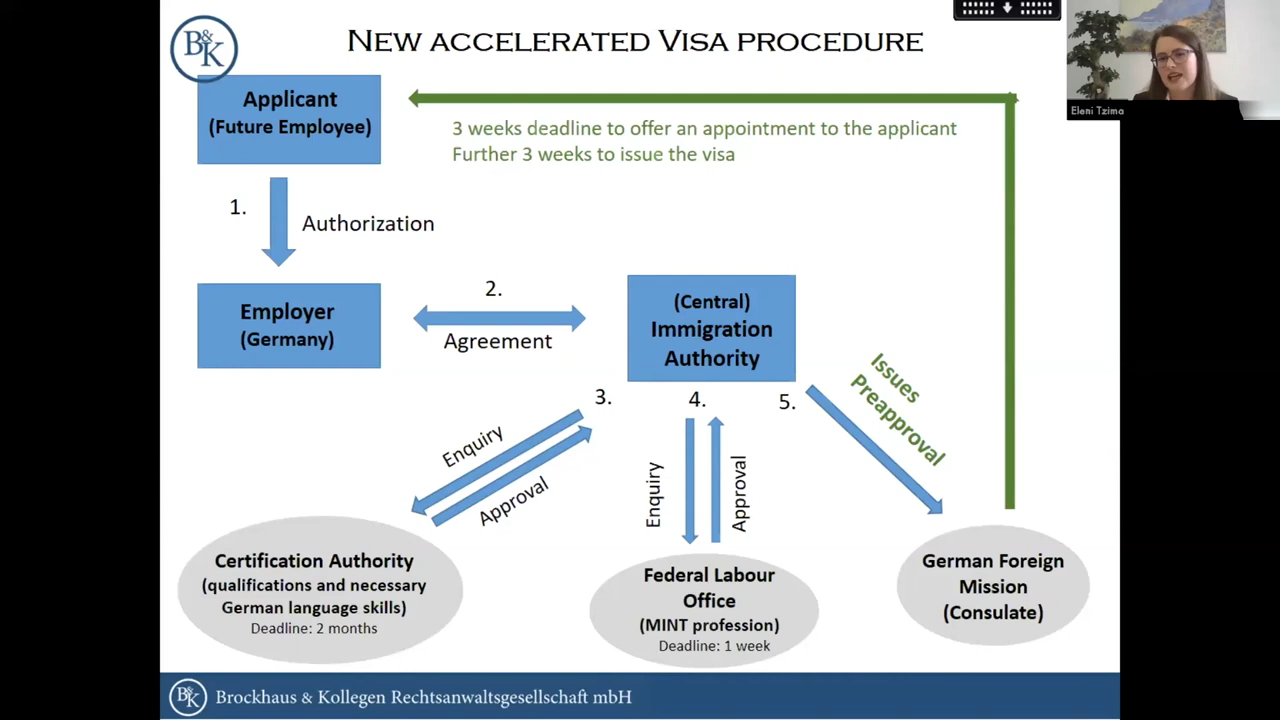 B&K
NEW ACCELERATED VISA PROCEDURE
Eleni Tzima
Applicant
(Future Employee)
3 weeks deadline to offer an appointment to the applicant
Further 3 weeks to issue the visa
1.
Authorization
Employer
(Germany)
2.
Agreement
(Central)
Immigration
Authority
3.
4.
5.
Enquiry
Approval
Enquiry
Approval
Issues
Preapproval
Certification Authority
(qualifications and necessary
German language skills)
Deadline: 2 months
Federal Labour
Office
(MINT profession)
Deadline: 1 week
German Foreign
Mission
(Consulate)
B&K
Brockhaus & Kollegen Rechtsanwaltsgesellschaft mbH